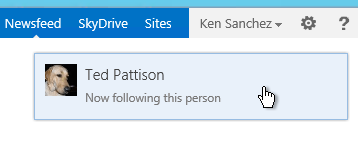 Newsfeed SkyDrive Sites Ken Sanchez ?
Ted Pattison
Now following this person